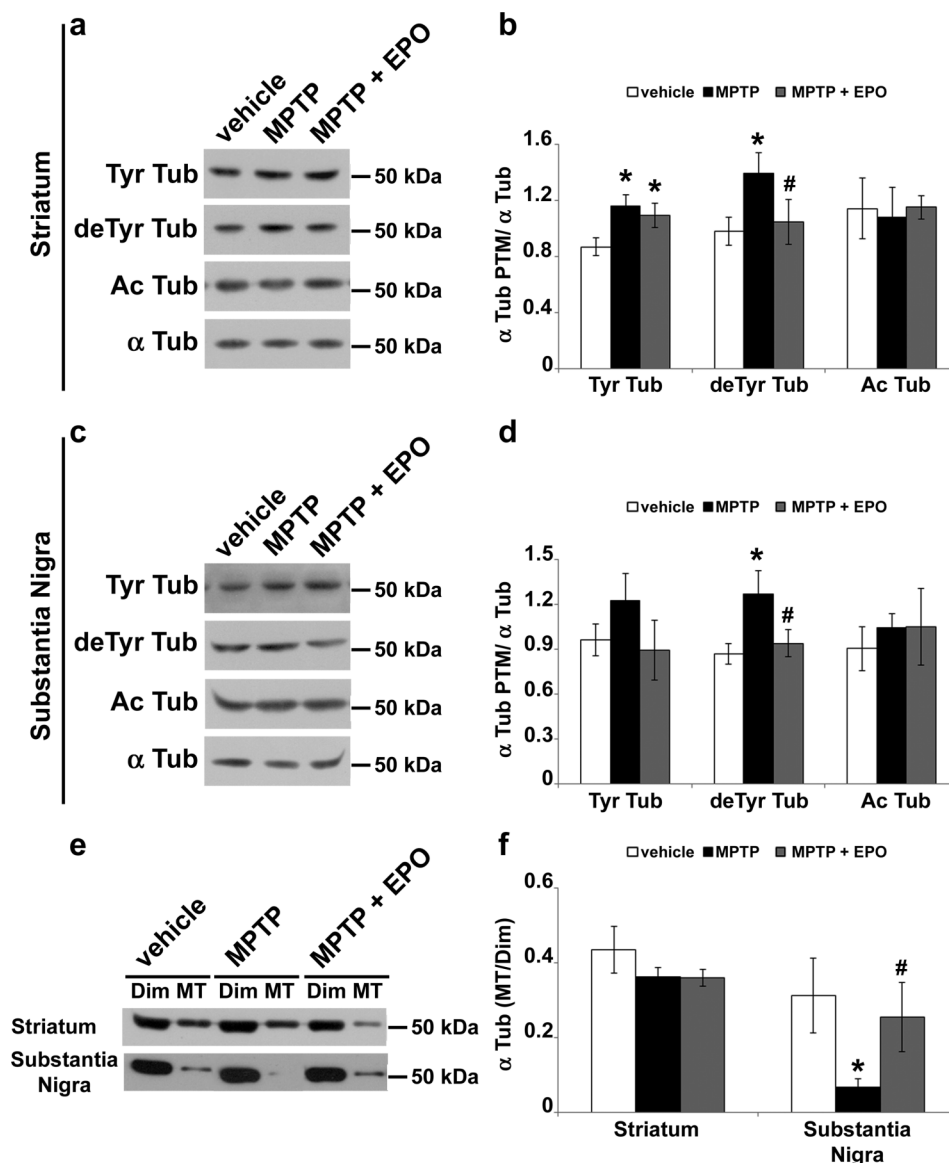 a
Striatum
vehicle
MPTP
MPTP + EPO
Tyr Tub
50 kDa
deTyr Tub
50 kDa
Ac Tub
50 kDa
α Tub
50 kDa
b
vehicle MPTP MPTP + EPO
α Tub PTM/ α Tub
1.6
1.2
0.8
0.4
0
* *
* #
Tyr Tub deTyr Tub Ac Tub
c
Substantia Nigra
vehicle
MPTP
MPTP + EPO
Tyr Tub
50 kDa
deTyr Tub
50 kDa
Ac Tub
50 kDa
α Tub
50 kDa
d
vehicle MPTP MPTP + EPO
α Tub PTM/ α Tub
1.5
1.2
0.9
0.6
0.3
0
* #
Tyr Tub deTyr Tub Ac Tub
e
vehicle
MPTP
MPTP + EPO
Dim MT Dim MT Dim MT
Striatum
50 kDa
Substantia
Nigra
50 kDa
f
vehicle MPTP MPTP + EPO
α Tub (MT/Dim)
0.6
0.4
0.2
0
* #
Striatum Substantia
Nigra